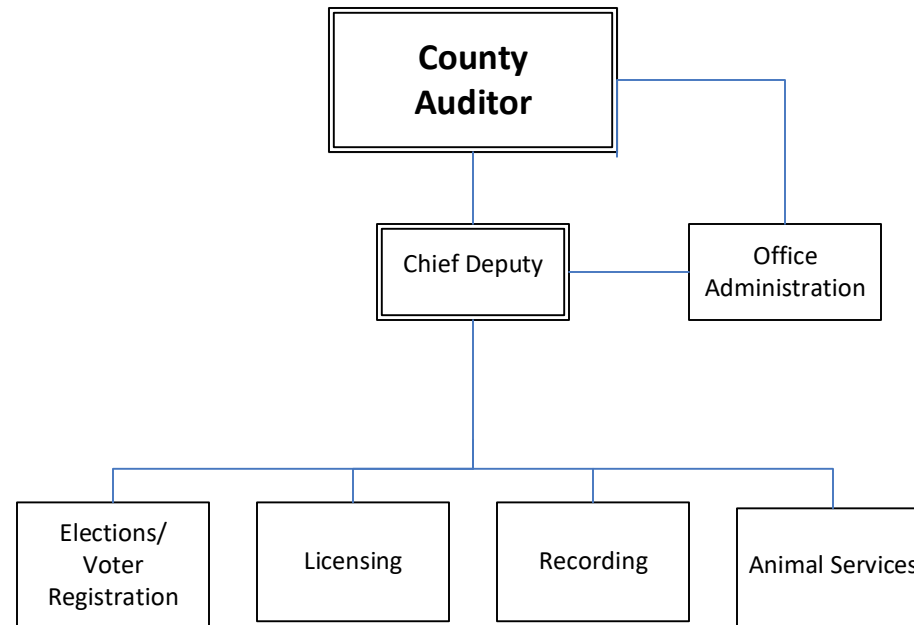 County
Auditor
Chief Deputy
Office
Administration
Elections/
Voter
Registration
Licensing
Recording
Animal Services